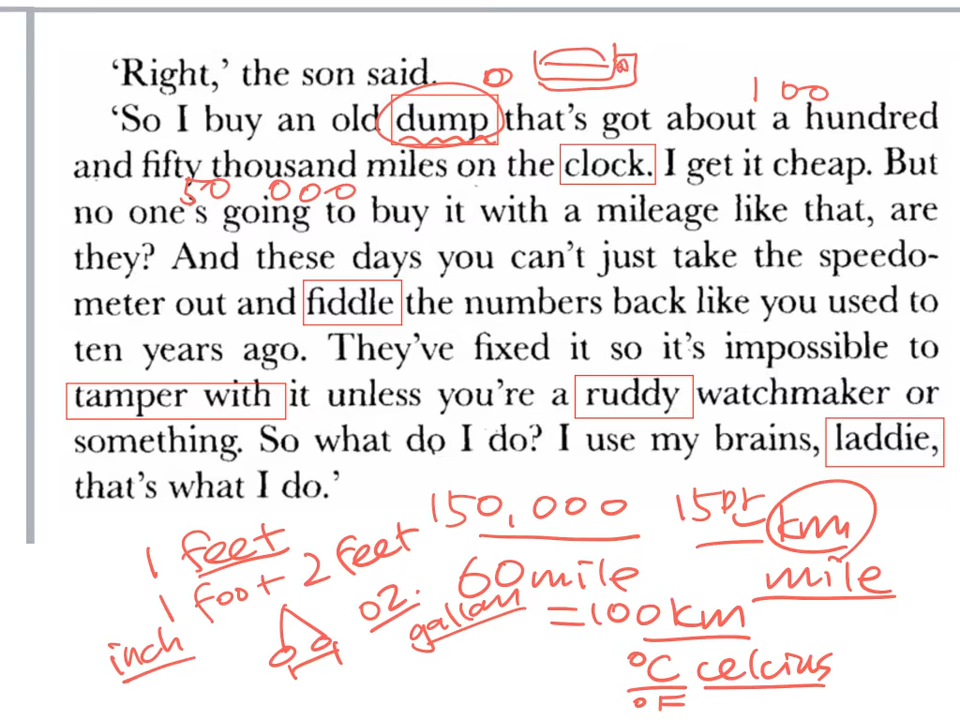 ‘Right,’ the son said.
100
‘So I buy an old dump that’s got about a hundred
and fifty thousand miles on the clock. I get it cheap. But
50 000
no one’s going to buy it with a mileage like that, are
they? And these days you can’t just take the speedo-
meter out and fiddle the numbers back like you used to
ten years ago. They’ve fixed it so it’s impossible to
tamper with it unless you’re a ruddy watchmaker or
something. So what do I do? I use my brains, laddie,
that’s what I do.’
150,000 15만 km
1 feet
60mile mile
1 foot 2 feet
oz.
gallon
=100km
inch
°C celcius
°F